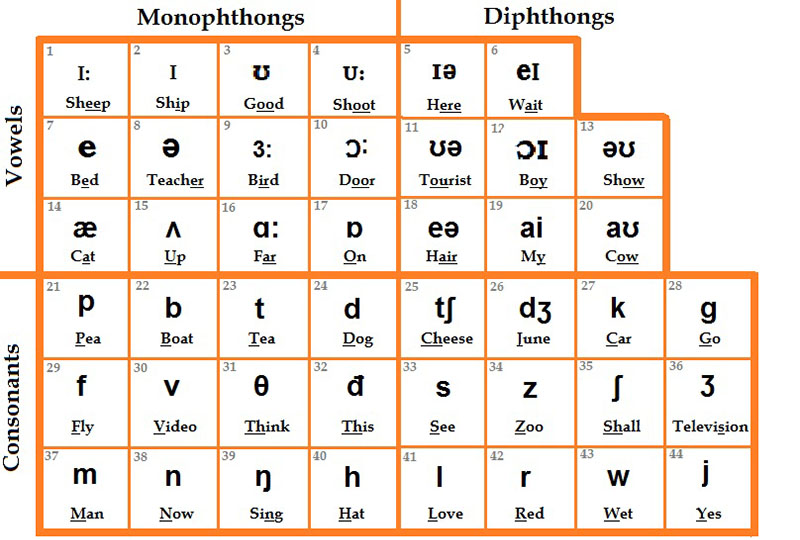 Monophthongs Diphthongs
Vowels
1 2 3 4 5 6
ɪ: ɪ ʊ ʊ: ɪə eɪ
Sheep Ship Good Shoot Here Wait
7 8 9 10 11 12 13
e ə ɜ: ɔ: ʊə ɔɪ əʊ
Bed Teacher Bird Door Tourist Boy Show
14 15 16 17 18 19 20
æ ʌ ɑ: ɒ eə ai aʊ
Cat Up Far On Hair My Cow
Consonants
21 22 23 24 25 26 27 28
p b t d tʃ dʒ k g
Pea Boat Tea Dog Cheese June Car Go
29 30 31 32 33 34 35 36
f v θ đ s z ʃ ʒ
Fly Video Think This See Zoo Shall Television
37 38 39 40 41 42 43 44
m n ŋ h l r w j
Man Now Sing Hat Love Red Wet Yes